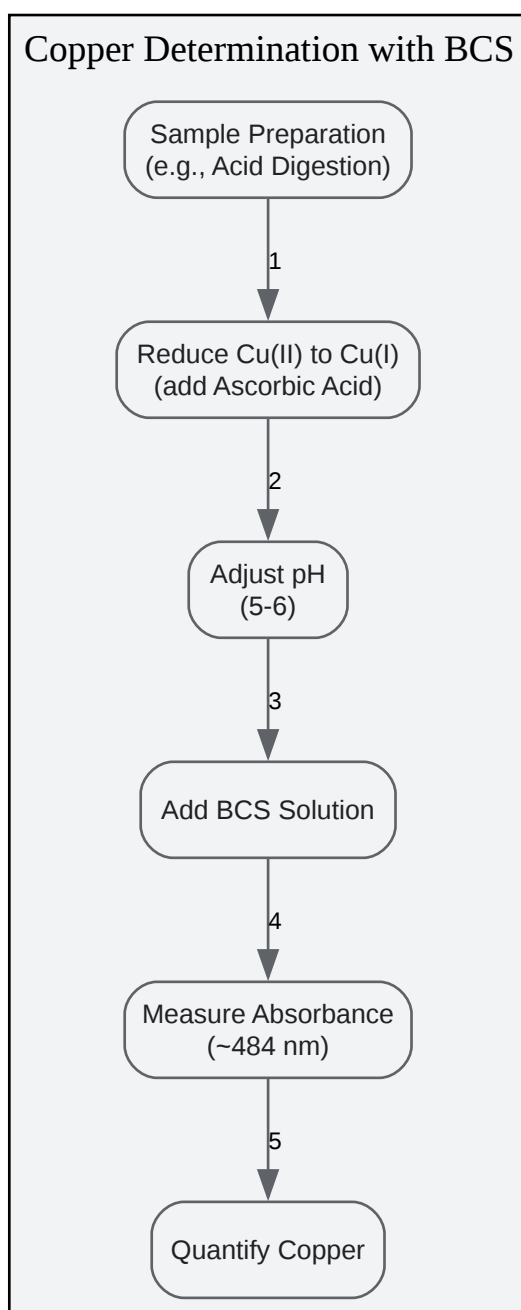 Copper Determination with BCS
Sample Preparation
(e.g., Acid Digestion)
1
Reduce Cu(II) to Cu(I)
(add Ascorbic Acid)
2
Adjust pH
(5-6)
3
Add BCS Solution
4
Measure Absorbance
(~484 nm)
5
Quantify Copper